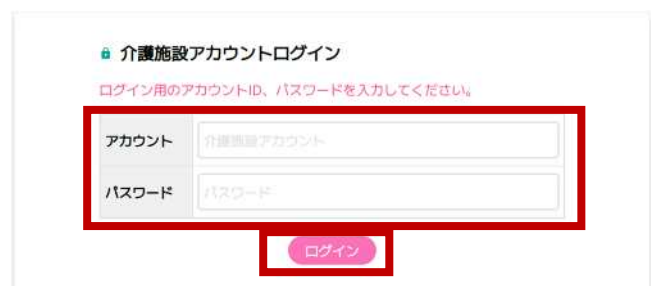 介護施設アカウントログイン
ログイン用のアカウントID、パスワードを入力してください。
アカウント 介護施設アカウント
パスワード パスワード
ログイン